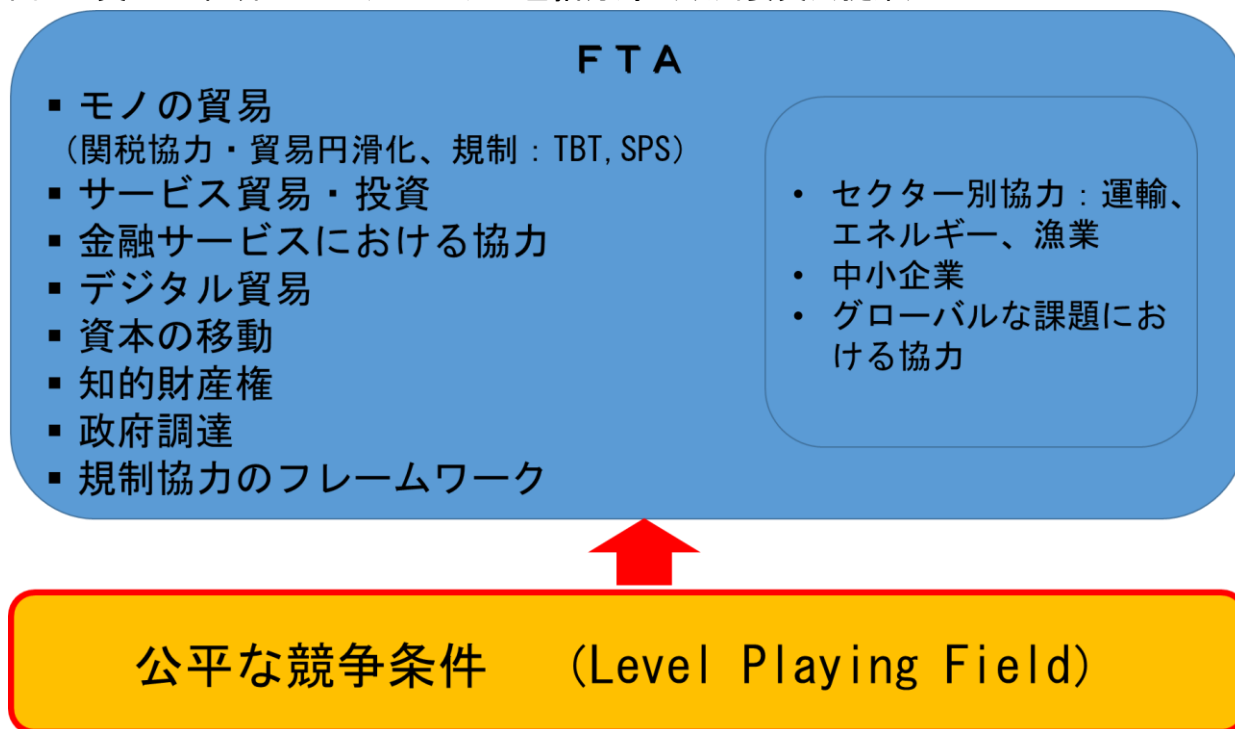 FTA
▪ モノの貿易
(関税協力・貿易円滑化、規制：TBT, SPS)
▪ サービス貿易・投資
▪ 金融サービスにおける協力
▪ デジタル貿易
▪ 資本の移動
▪ 知的財産権
▪ 政府調達
▪ 規制協力のフレームワーク
• セクター別協力：運輸、
エネルギー、漁業
• 中小企業
• グローバルな課題にお
ける協力
公平な競争条件 (Level Playing Field)